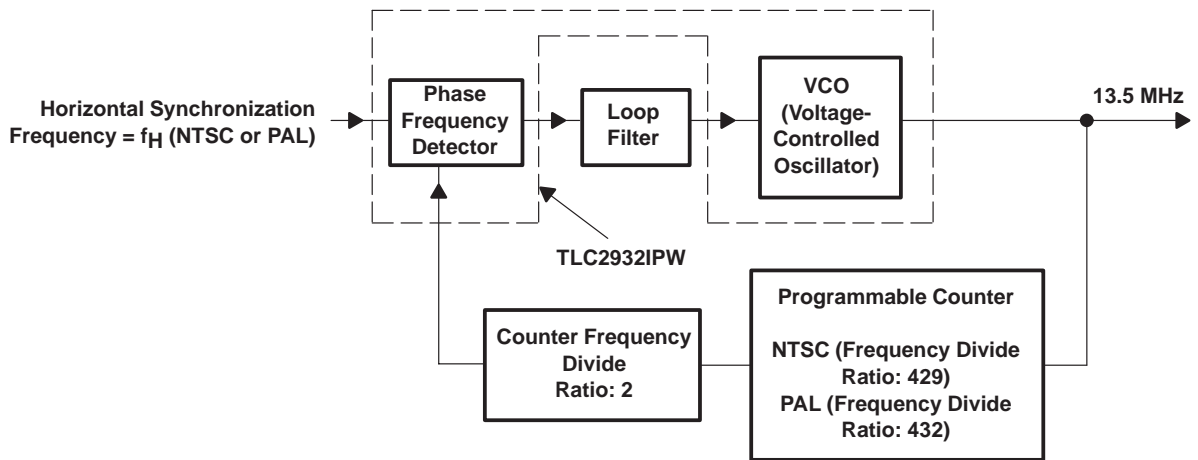 Horizontal Synchronization
Frequency = fH (NTSC or PAL)
Phase
Frequency
Detector
Loop
Filter
VCO
(Voltage-
Controlled
Oscillator)
13.5 MHz
TLC2932IPW
Counter Frequency
Divide
Ratio: 2
Programmable Counter
NTSC (Frequency Divide
Ratio: 429)
PAL (Frequency Divide
Ratio: 432)